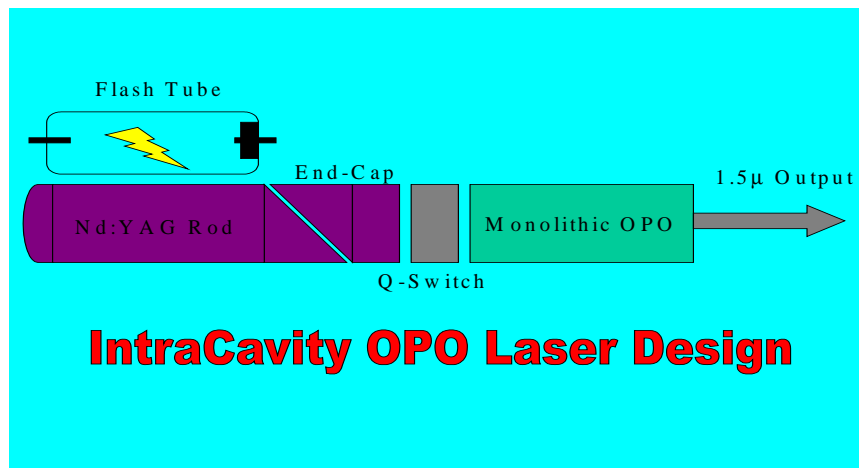 Flash Tube
End-Cap
1.5μ Output
Nd:YAG Rod
Monolithic OPO
Q-Switch
IntraCavity OPO Laser Design